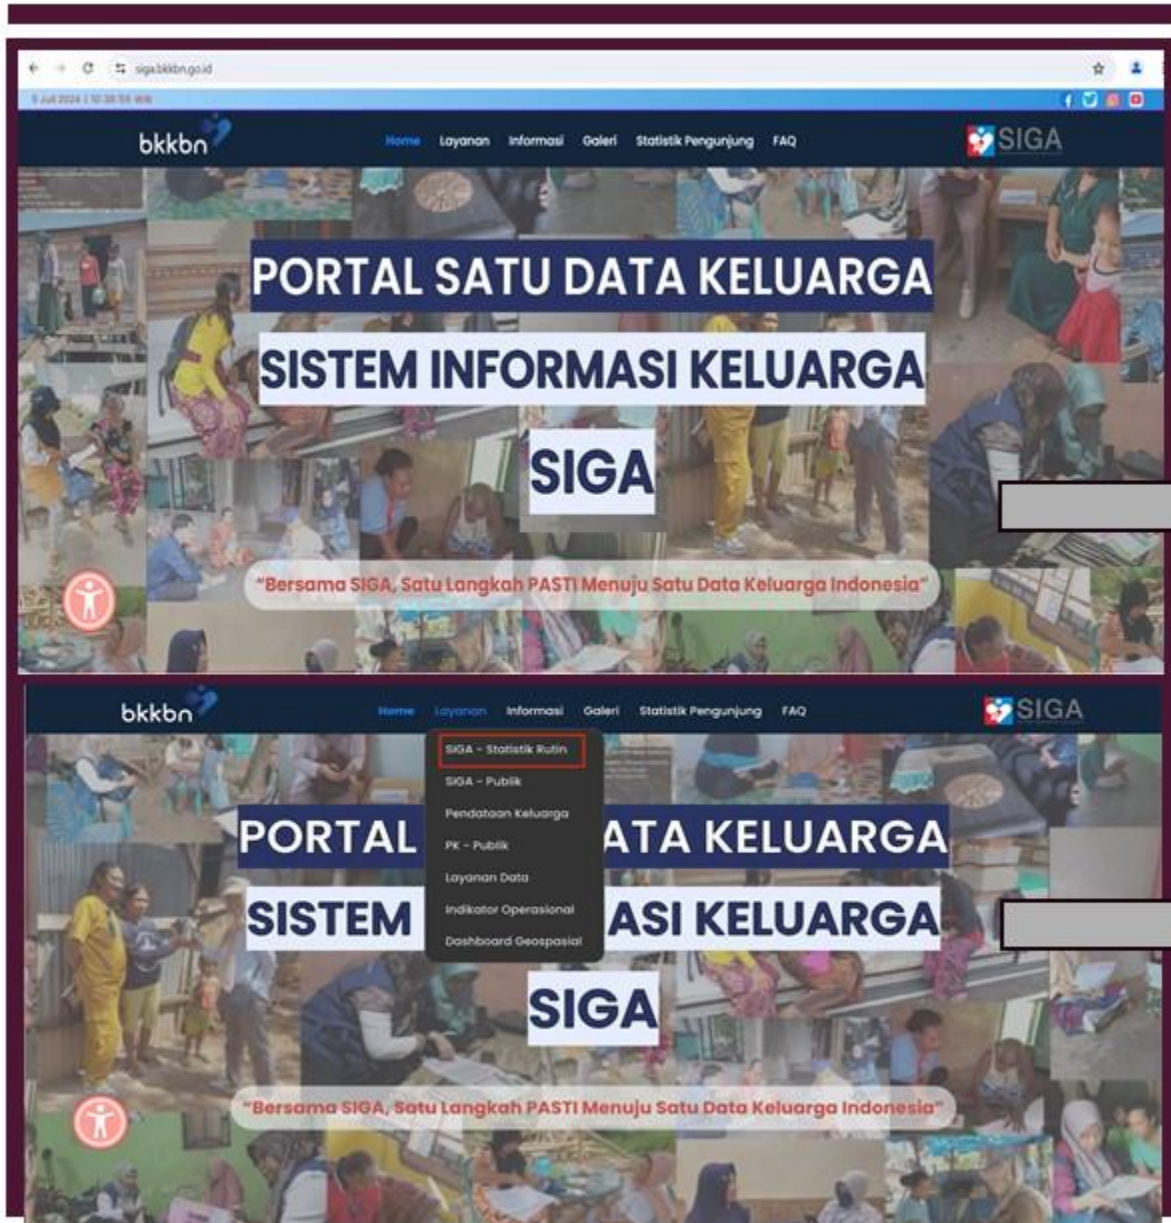 siga.bkkbn.go.id
bkkbn
Home Layanan Informasi Galeri Statistik Pengunjung FAQ
SIGA
PORTAL SATU DATA KELUARGA
SISTEM INFORMASI KELUARGA
SIGA
"Bersama SIGA, Satu Langkah PASTI Menuju Satu Data Keluarga Indonesia"
bkkbn
Home Layanan Informasi Galeri Statistik Pengunjung FAQ
SIGA
SIGA - Statistik Rutin
SIGA - Publik
Pendataan Keluarga
PK - Publik
Layanan Data
Indikator Operasional
Dashboard Geospasial
PORTAL ATA KELUARGA
SISTEM ASI KELUARGA
SIGA
"Bersama SIGA, Satu Langkah PASTI Menuju Satu Data Keluarga Indonesia"